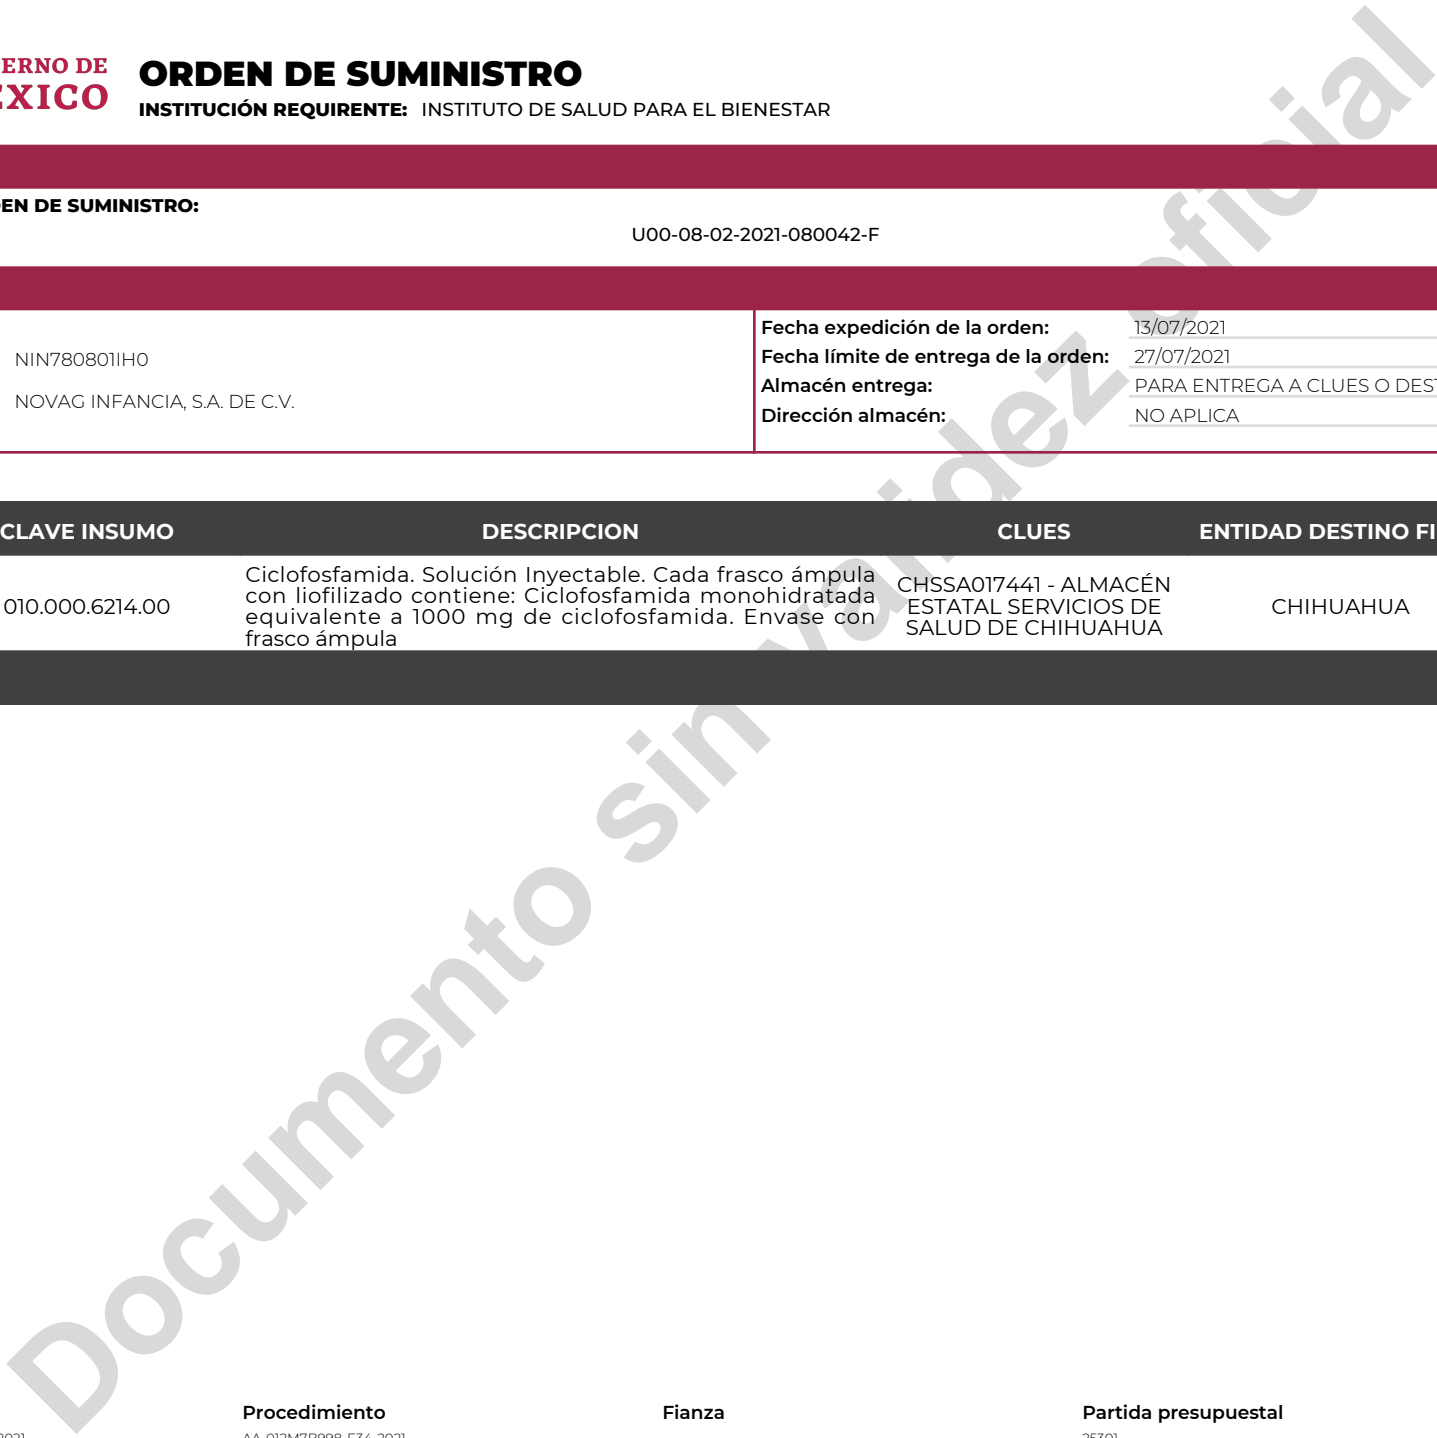 ERNO DE
EXICO
ORDEN DE SUMINISTRO
INSTITUCIÓN REQUIRENTE: INSTITUTO DE SALUD PARA EL BIENESTAR
EN DE SUMINISTRO:
U00-08-02-2021-080042-F
NIN780801IH0
NOVAG INFANCIA, S.A. DE C.V.
Fecha expedición de la orden: 13/07/2021
Fecha límite de entrega de la orden: 27/07/2021
Almacén entrega: PARA ENTREGA A CLUES O DEST
Dirección almacén: NO APLICA
CLAVE INSUMO DESCRIPCION CLUES ENTIDAD DESTINO FI
010.000.6214.00
Ciclofosfamida. Solución Inyectable. Cada frasco ámpula
con liofilizado contiene: Ciclofosfamida monohidratada
equivalente a 1000 mg de ciclofosfamida. Envase con
frasco ámpula
CHSSA017441 - ALMACÉN
ESTATAL SERVICIOS DE
SALUD DE CHIHUAHUA
CHIHUAHUA
Documento sin validez oficial
Procedimiento Fianza Partida presupuestal
2021 25301